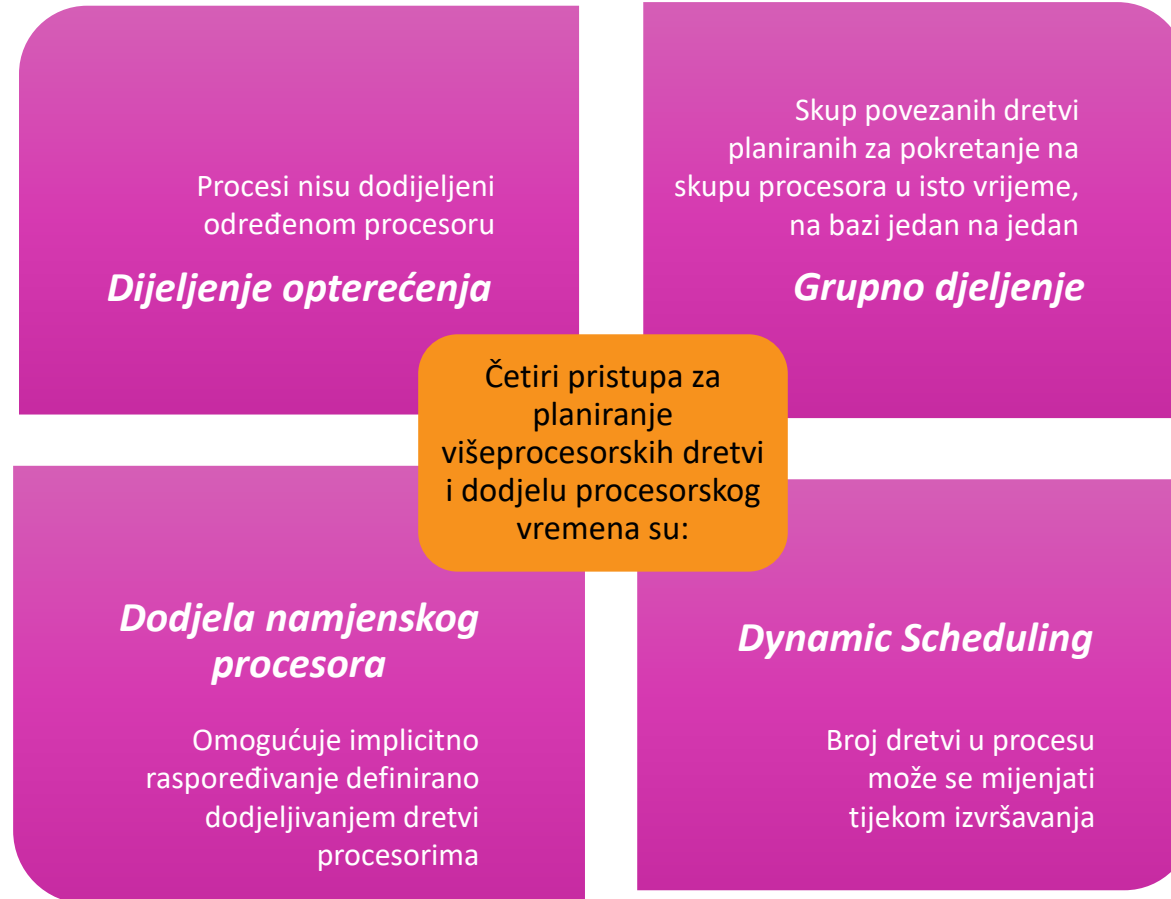 Procesi nisu dodijeljeni
određenom procesoru
Dijeljenje opterećenja
Skup povezanih dretvi
planiranih za pokretanje na
skupu procesora u isto vrijeme,
na bazi jedan na jedan
Grupno djeljenje
Četiri pristupa za
planiranje
višeprocesorskih dretvi
i dodjelu procesorskog
vremena su:
Dodjela namjenskog
procesora
Omogućuje implicitno
raspoređivanje definirano
dodjeljivanjem dretvi
procesorima
Dynamic Scheduling
Broj dretvi u procesu
može se mijenjati
tijekom izvršavanja